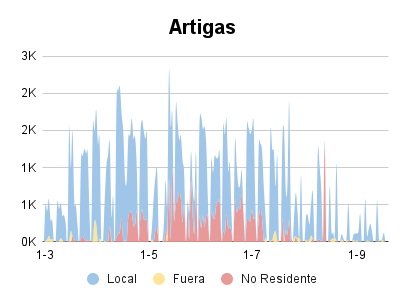 Artigas
3K
2K
2K
1K
1K
0K
1-3 1-5 1-7 1-9
Local Fuera No Residente